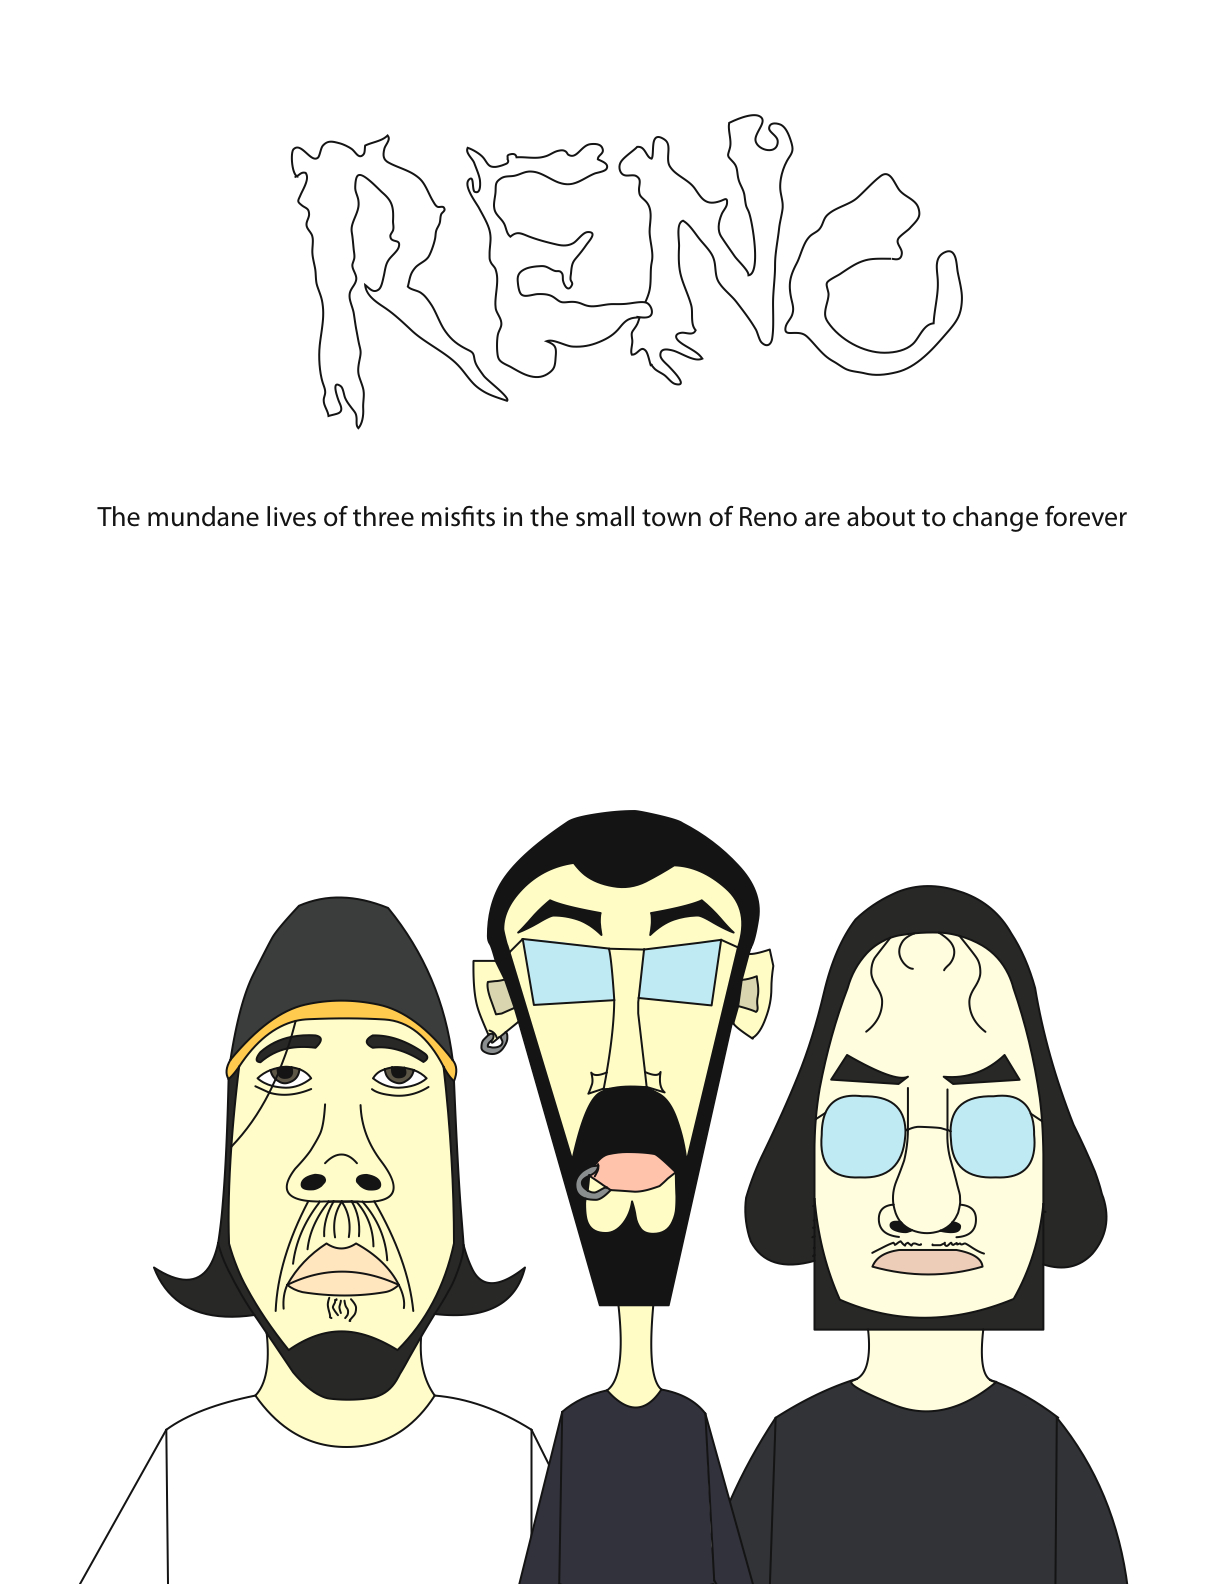 RENO
The mundane lives of three misfits in the small town of Reno are about to change forever